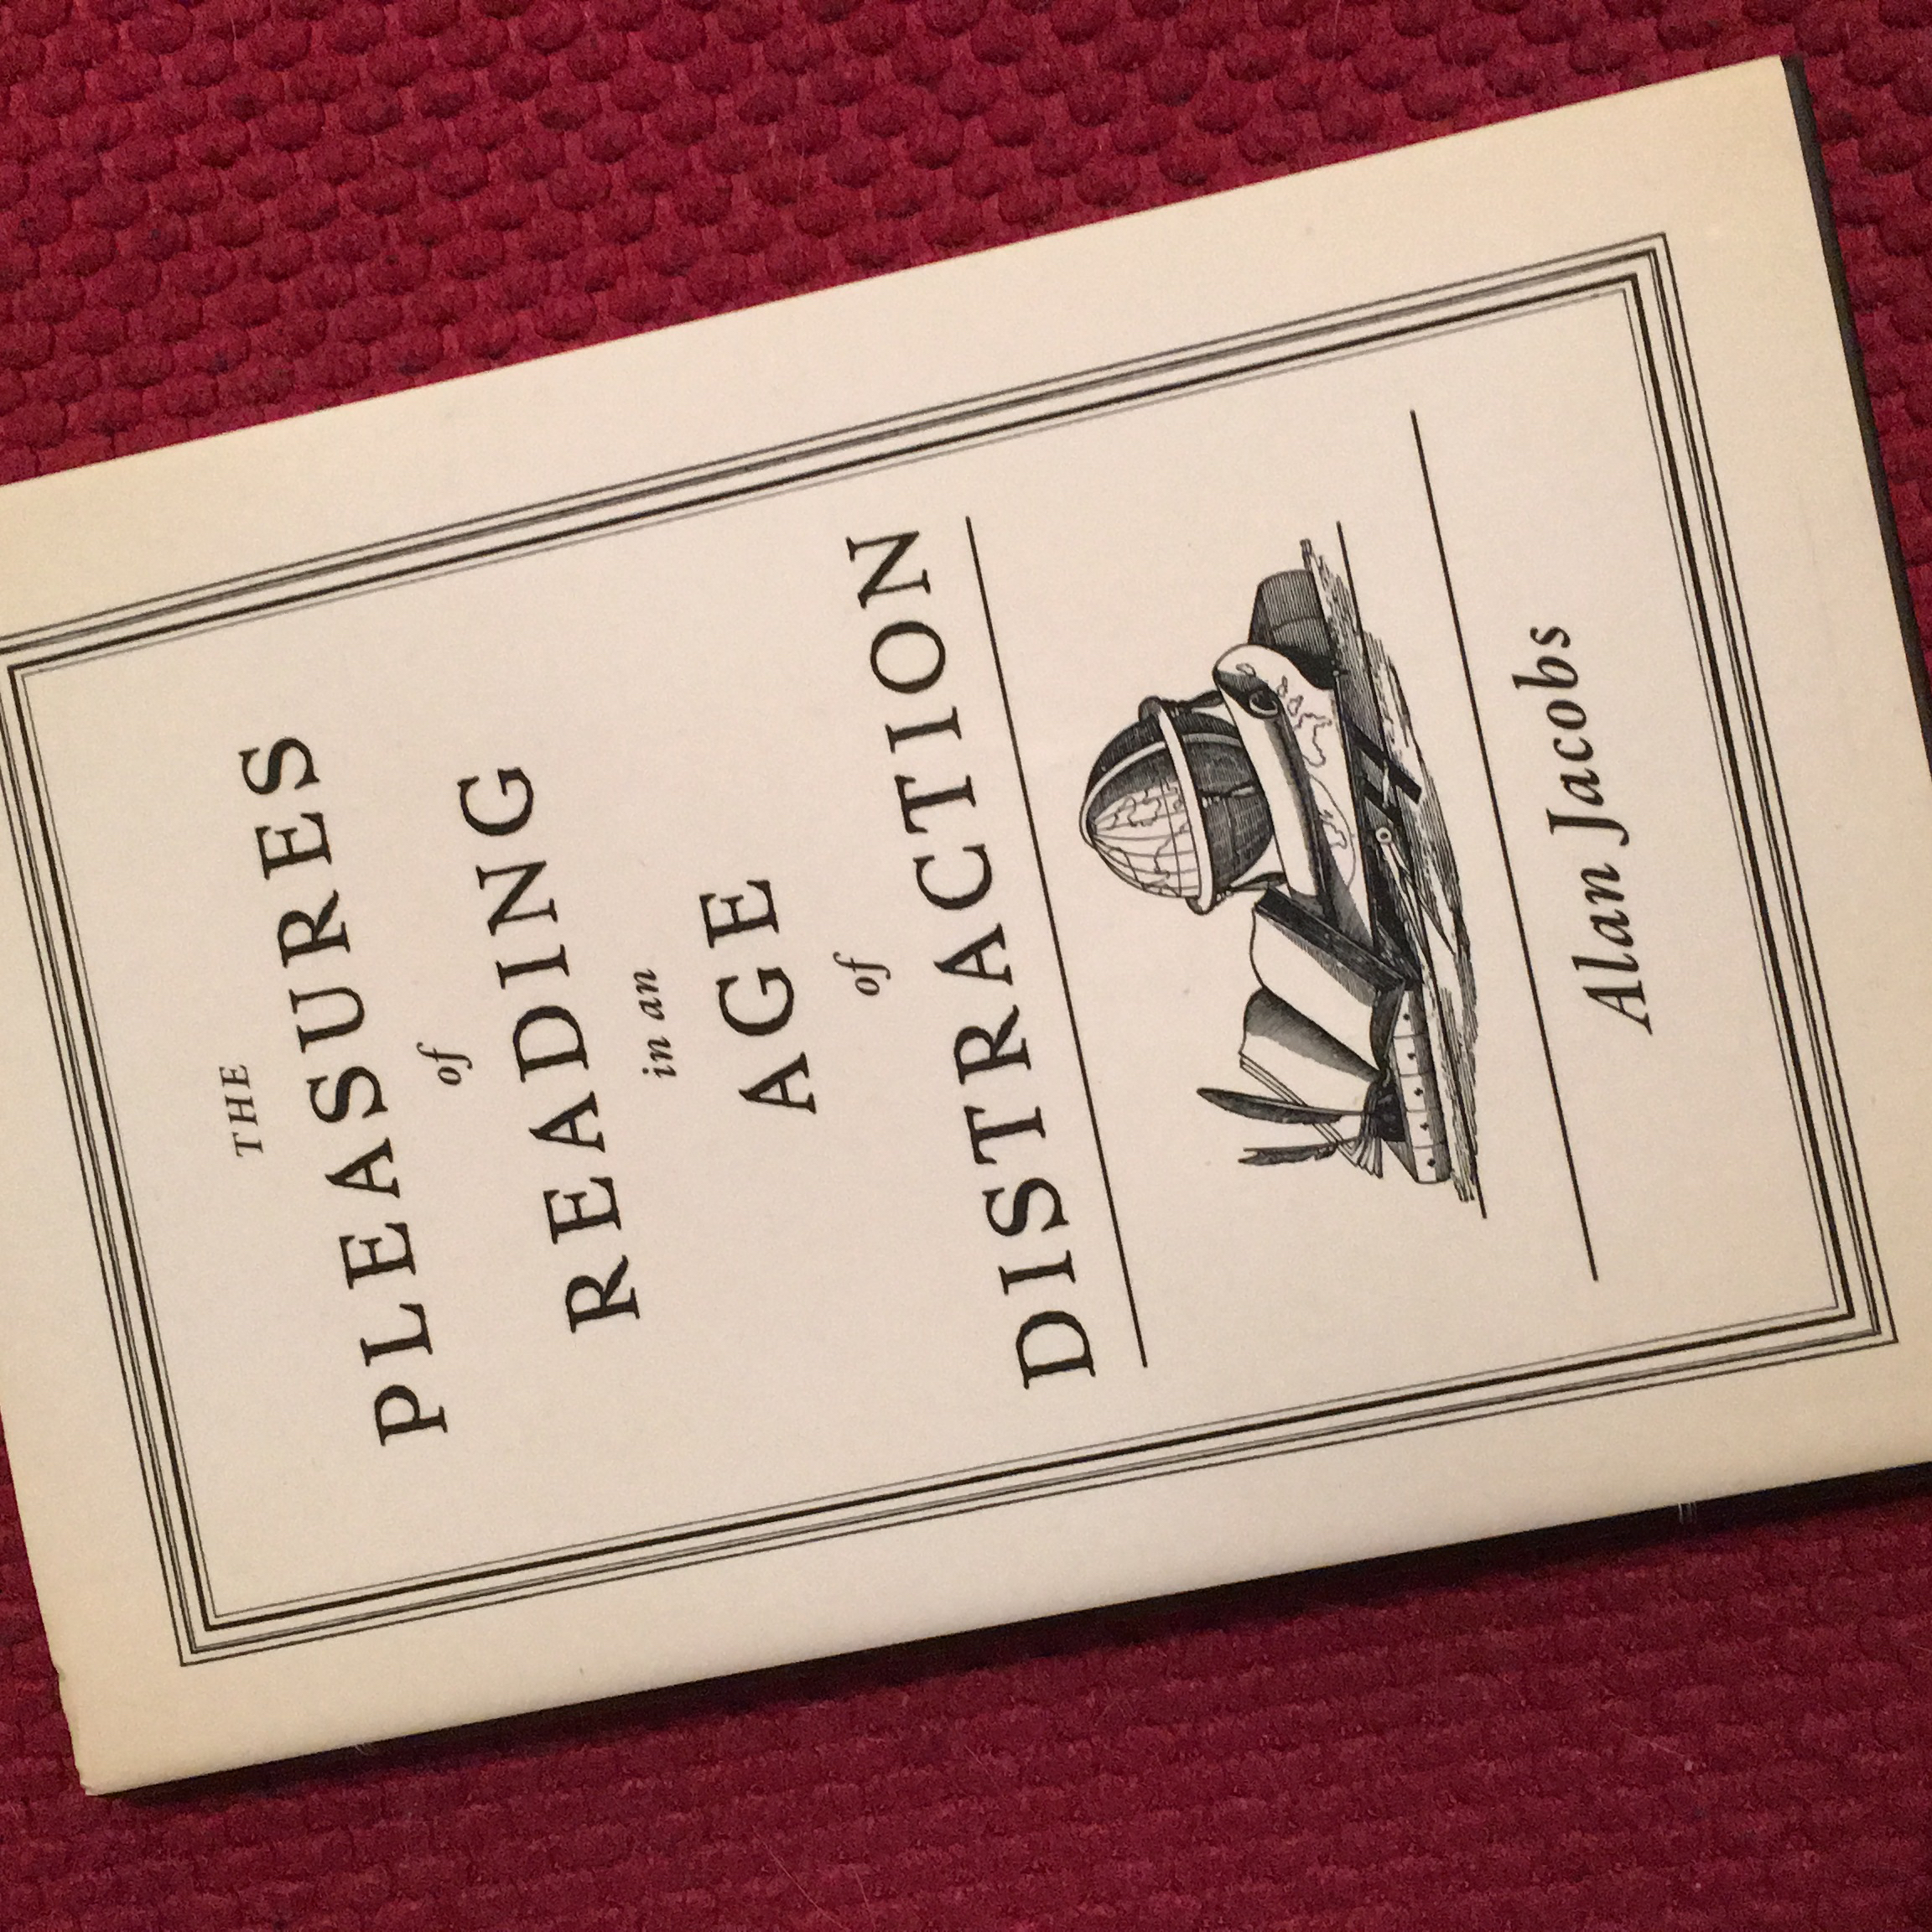 THE
PLEASURES
of
READING
in an
AGE
of
DISTRACTION
Alan Jacobs